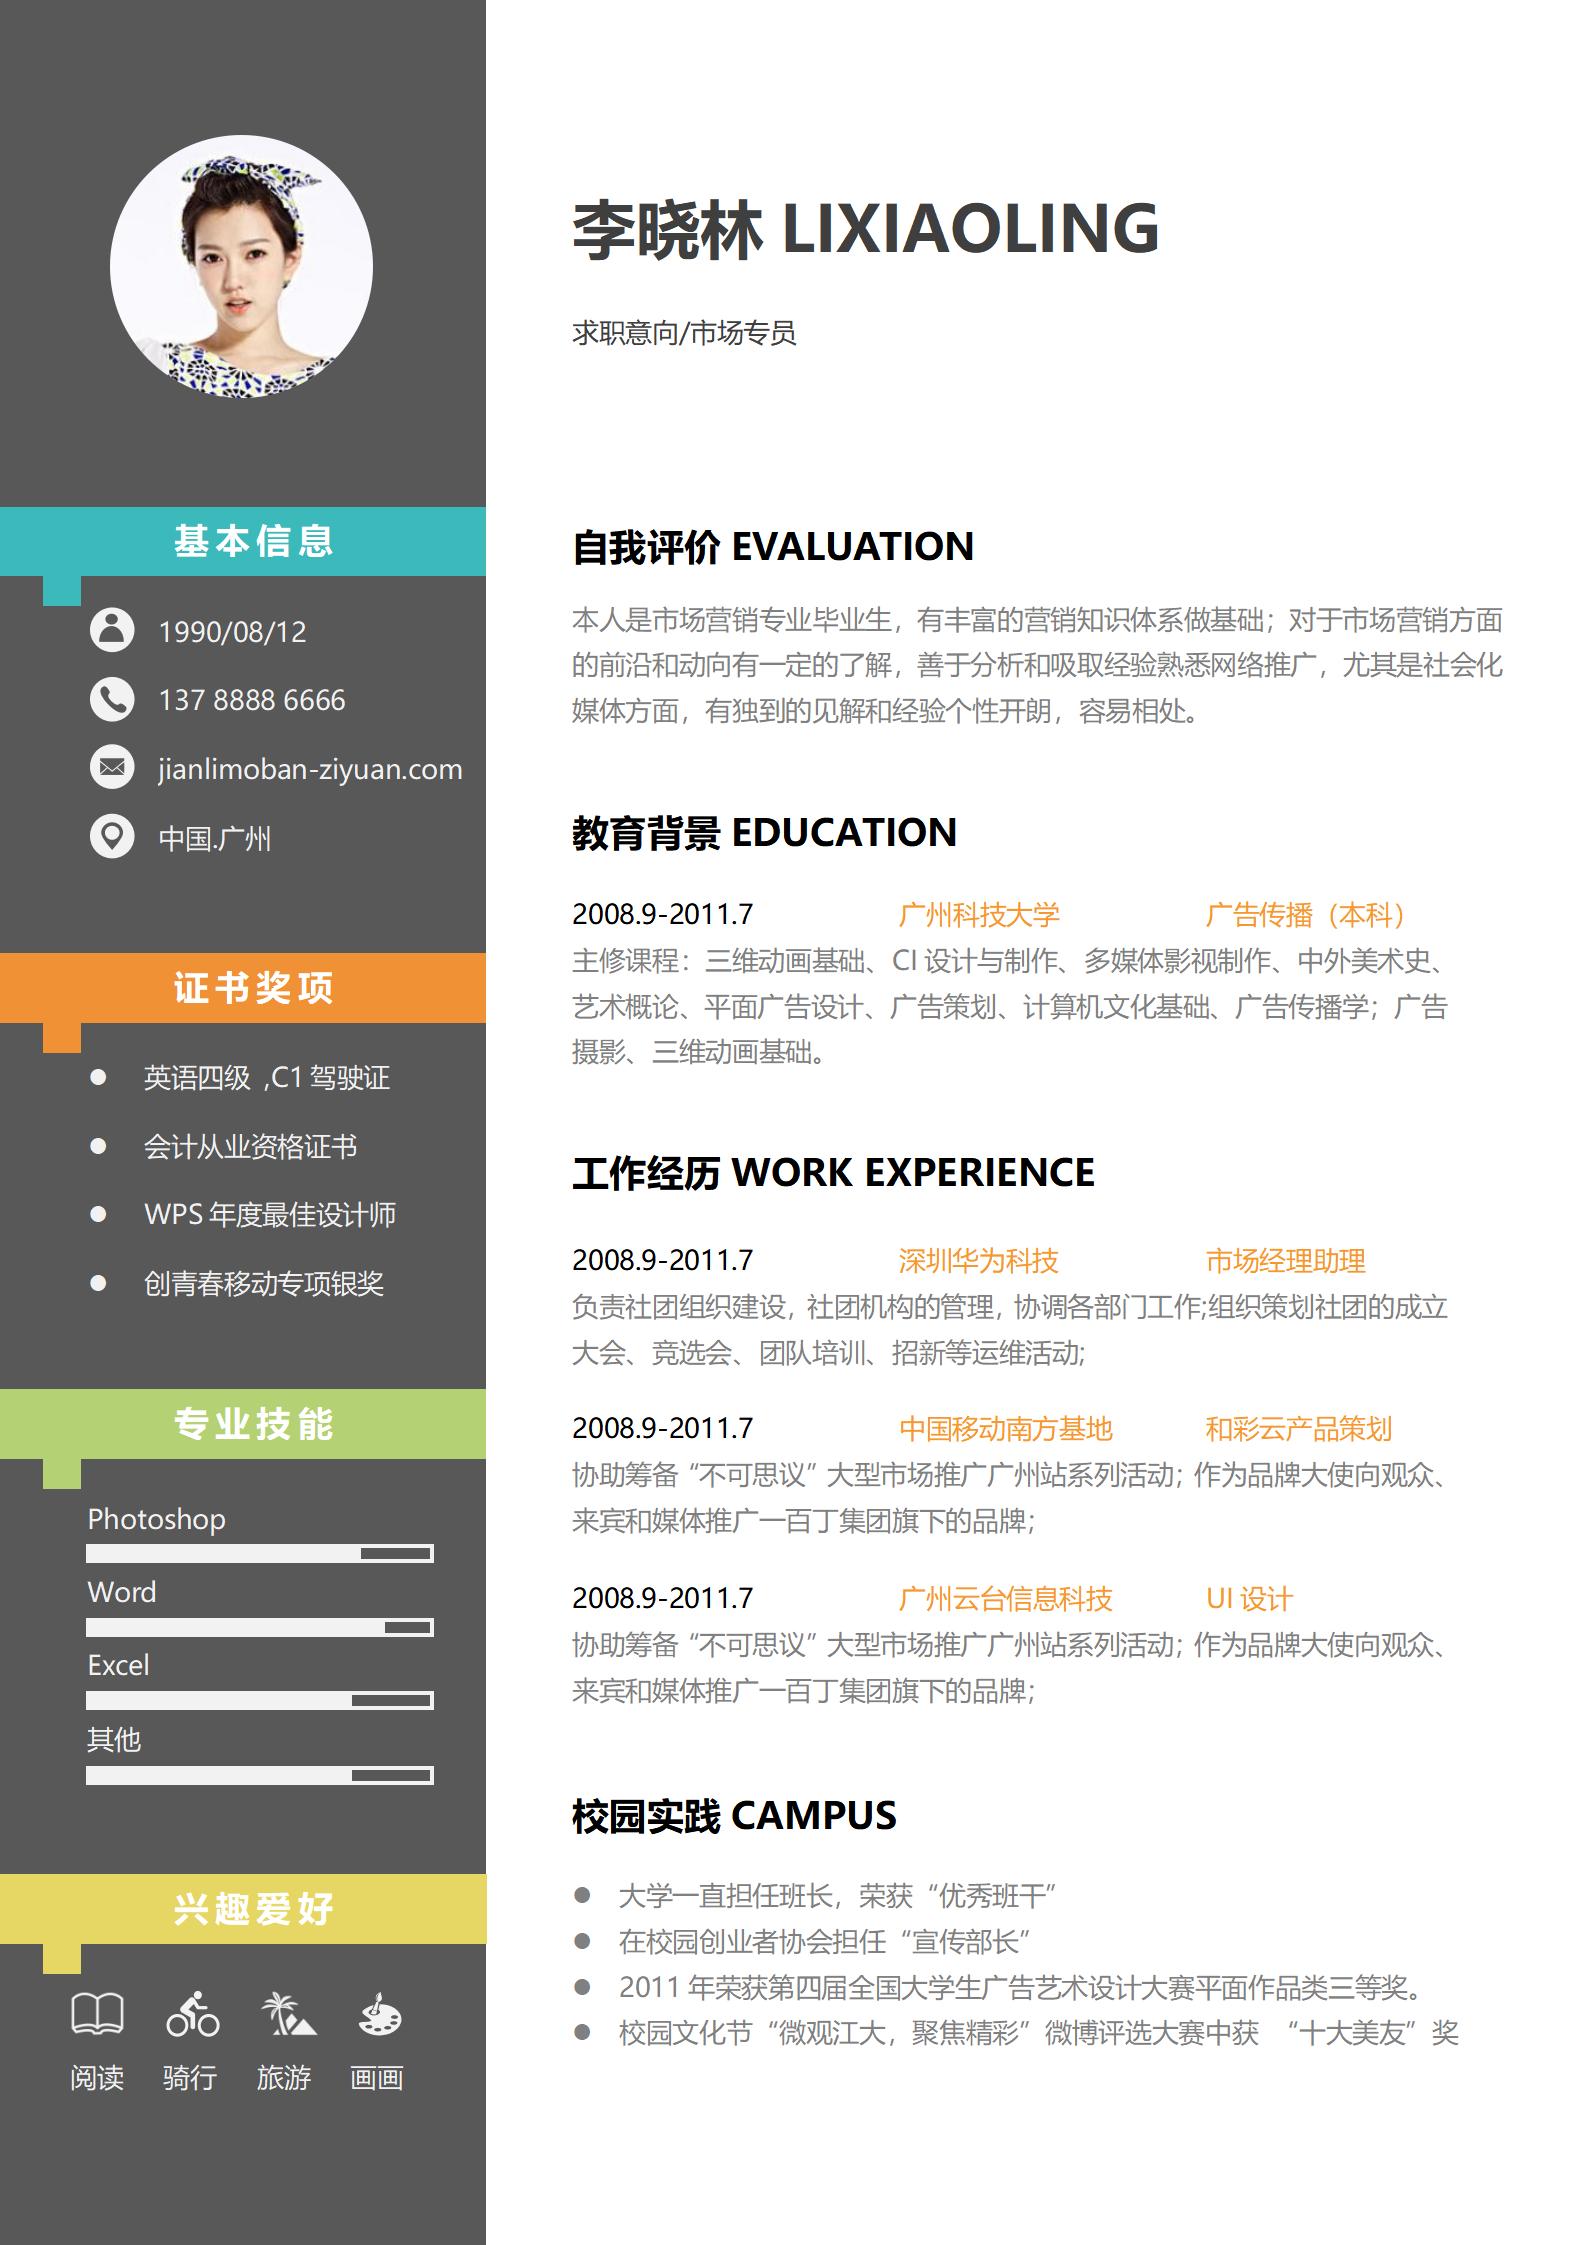 李晓林 LIXIAOLING
求职意向/市场专员
基本信息
1990/08/12
137 8888 6666
jianlimoban-ziyuan.com
中国.广州
证书奖项
● 英语四级 ,C1 驾驶证
● 会计从业资格证书
● WPS 年度最佳设计师
● 创青春移动专项银奖
专业技能
Photoshop
Word
Excel
其他
兴趣爱好
阅读 骑行 旅游 画画
自我评价 EVALUATION
本人是市场营销专业毕业生，有丰富的营销知识体系做基础；对于市场营销方面
的前沿和动向有一定的了解，善于分析和吸取经验熟悉网络推广，尤其是社会化
媒体方面，有独到的见解和经验个性开朗，容易相处。
教育背景 EDUCATION
2008.9-2011.7 广州科技大学 广告传播（本科）
主修课程：三维动画基础、CI 设计与制作、多媒体影视制作、中外美术史、
艺术概论、平面广告设计、广告策划、计算机文化基础、广告传播学；广告
摄影、三维动画基础。
工作经历 WORK EXPERIENCE
2008.9-2011.7 深圳华为科技 市场经理助理
负责社团组织建设，社团机构的管理，协调各部门工作;组织策划社团的成立
大会、竞选会、团队培训、招新等运维活动;
2008.9-2011.7 中国移动南方基地 和彩云产品策划
协助筹备“不可思议”大型市场推广广州站系列活动；作为品牌大使向观众、
来宾和媒体推广一百丁集团旗下的品牌；
2008.9-2011.7 广州云台信息科技 UI 设计
协助筹备“不可思议”大型市场推广广州站系列活动；作为品牌大使向观众、
来宾和媒体推广一百丁集团旗下的品牌；
校园实践 CAMPUS
● 大学一直担任班长，荣获“优秀班干”
● 在校园创业者协会担任“宣传部长”
● 2011 年荣获第四届全国大学生广告艺术设计大赛平面作品类三等奖。
● 校园文化节“微观江大，聚焦精彩”微博评选大赛中获 “十大美友”奖